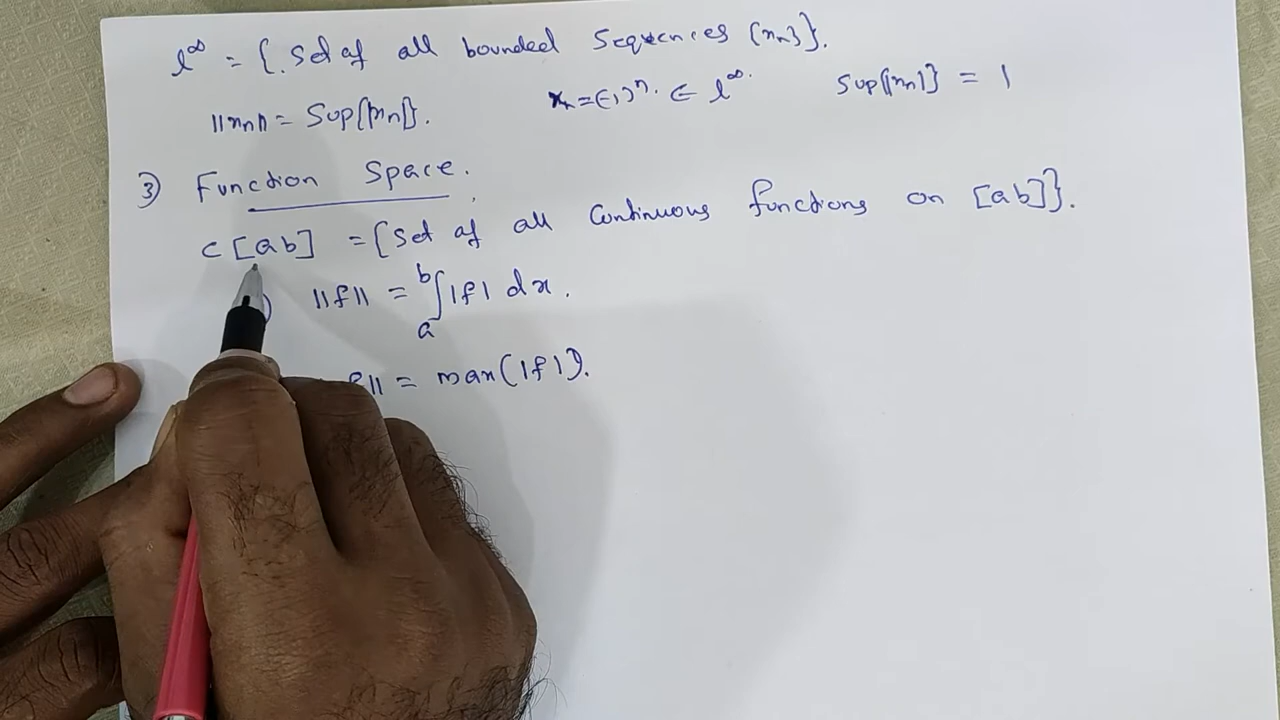 l^∞ = {. Set of all bounded Sequences (xn)}.
||xn|| = Sup{|xn|}. xn = (-1)^n. ∈ l^∞. Sup{|xn|} = 1
3) Function Space.
C[ab] = {Set of all Continuous functions on [ab]}.
) ||f|| = ∫_a^b |f| dx.
f|| = max(|f|).